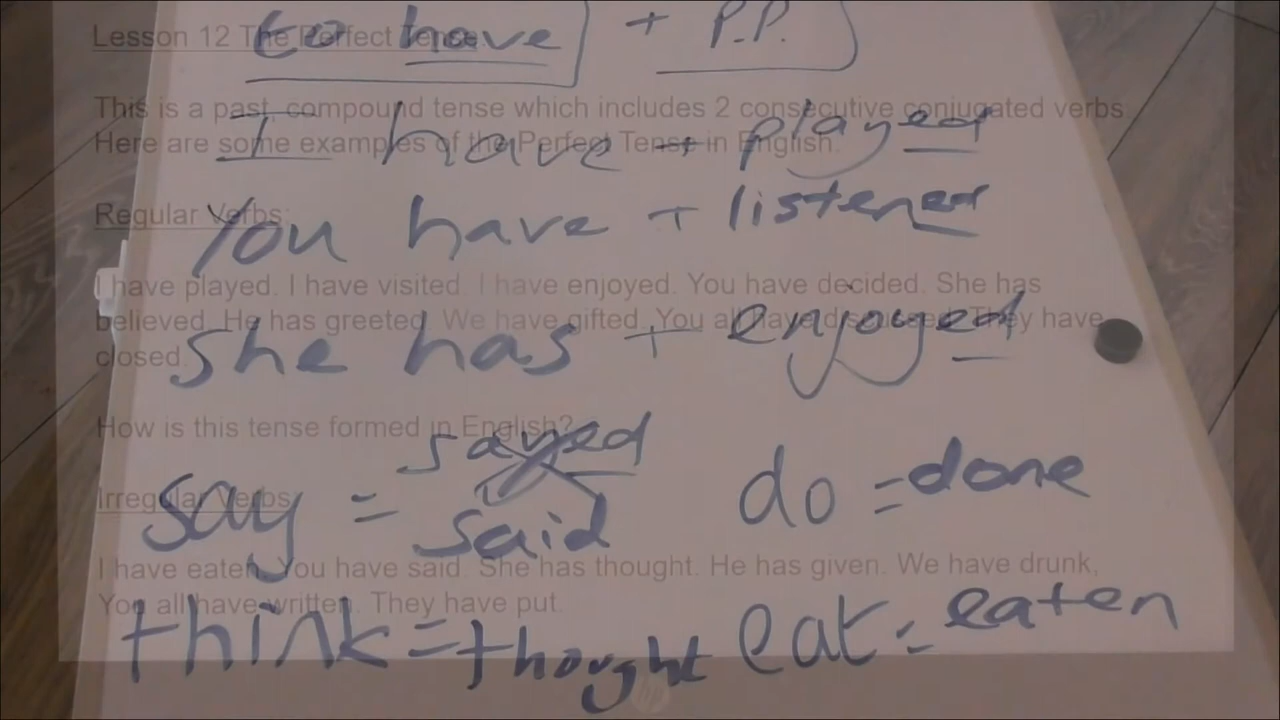 to have + P.P.
Lesson 12 The Perfect Tense:
This is a past, compound tense which includes 2 consecutive conjugated verbs.
I have + played
Here are some examples of the Perfect Tense in English.
You have + listened
Regular Verbs:
I have played. I have visited. I have enjoyed. You have decided. She has
believed. He has greeted. We have gifted. You all have They have
she has + enjoyed
closed.
How is this tense formed in English?
sayed
say = said do = done
Irregular Verbs:
I have eaten. You have said. She has thought. He has given. We have drunk,
You all have written. They have put.
think = thought eat = eaten
hp